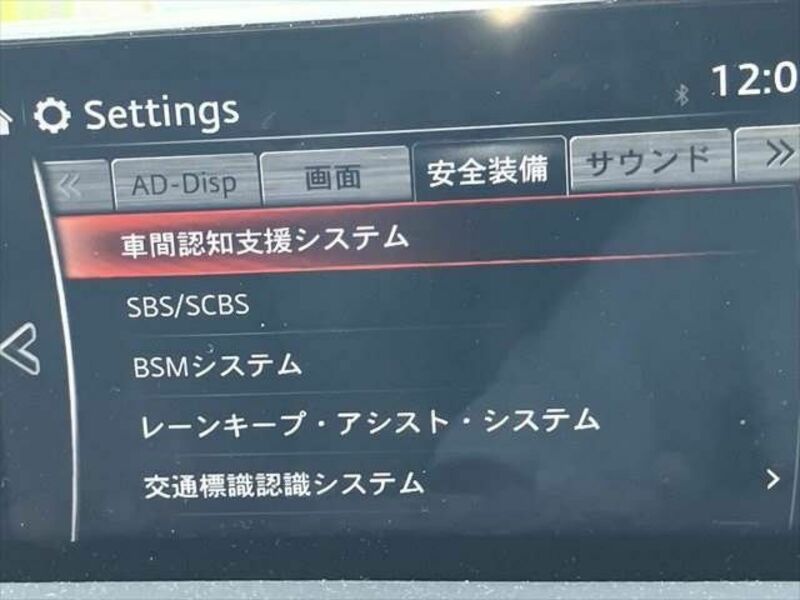 Settings 12:0
AD-Disp 画面 安全装備 サウンド
車間認知支援システム
SBS/SCBS
BSMシステム
レーンキープ・アシスト・システム
交通標識認識システム